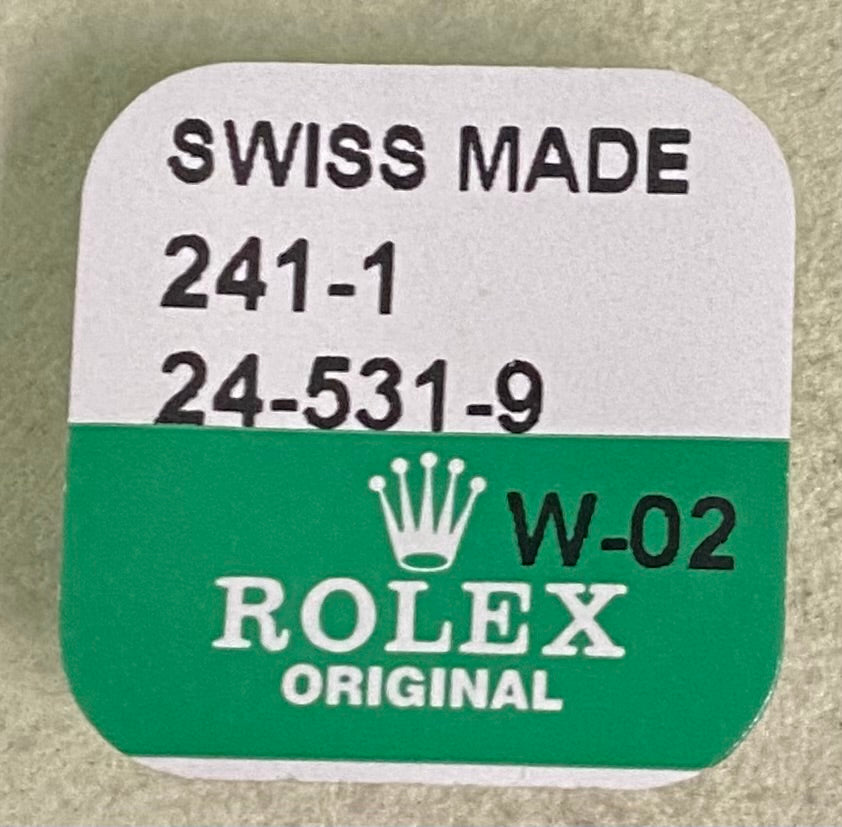 SWISS MADE
241-1
24-531-9
W-02
ROLEX
ORIGINAL